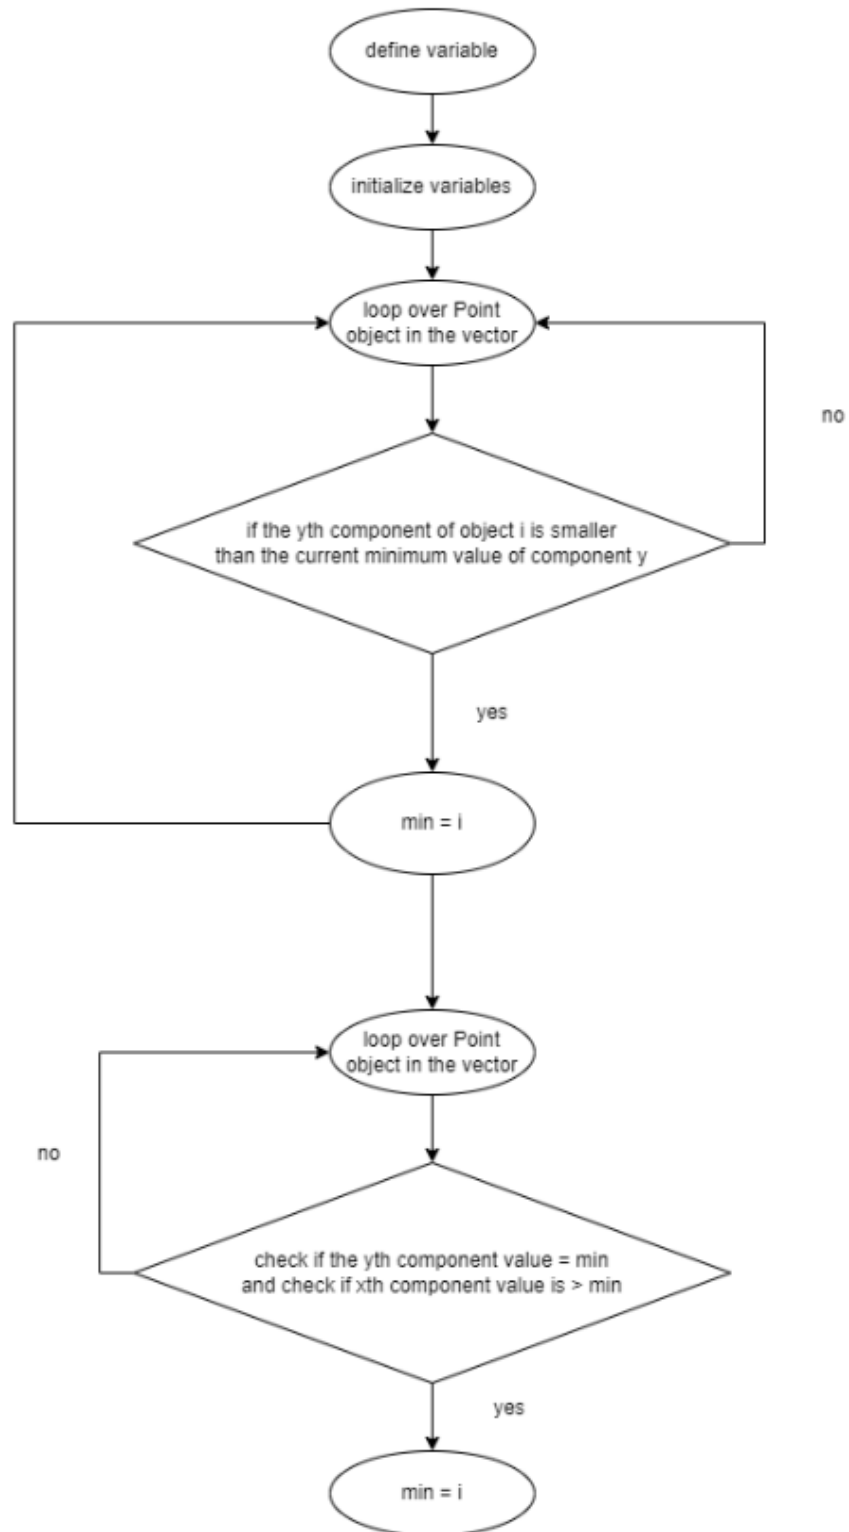 define variable
initialize variables
loop over Point
object in the vector
no
if the yth component of object i is smaller
than the current minimum value of component y
yes
min = i
loop over Point
object in the vector
no
check if the yth component value = min
and check if xth component value is > min
yes
min = i